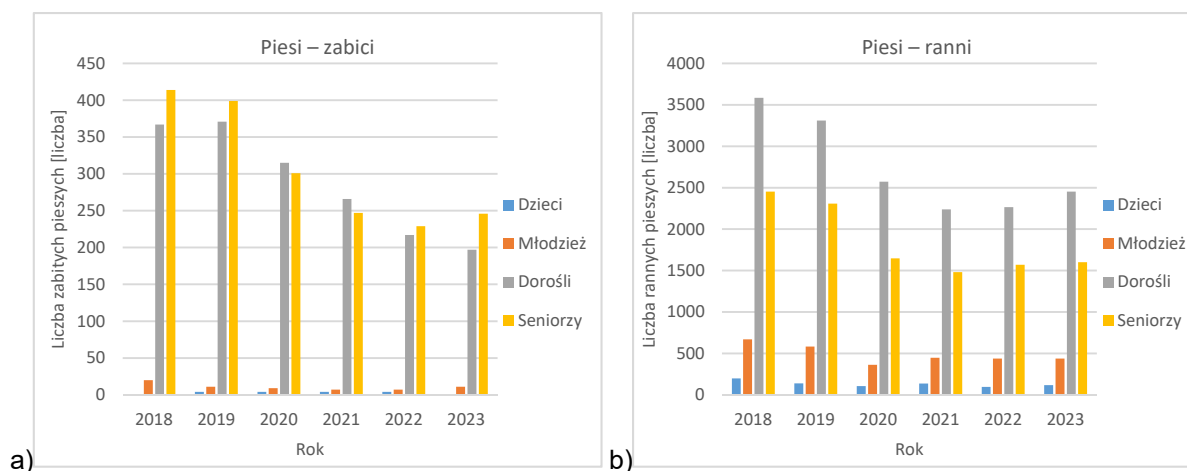 Piesi – zabici
Liczba zabitych pieszych [liczba]
450
400
350
300
250
200
150
100
50
0
2018 2019 2020 2021 2022 2023
Rok
Dzieci
Młodzież
Dorośli
Seniorzy
a)
Piesi – ranni
Liczba rannych pieszych [liczba]
4000
3500
3000
2500
2000
1500
1000
500
0
2018 2019 2020 2021 2022 2023
Rok
Dzieci
Młodzież
Dorośli
Seniorzy
b)